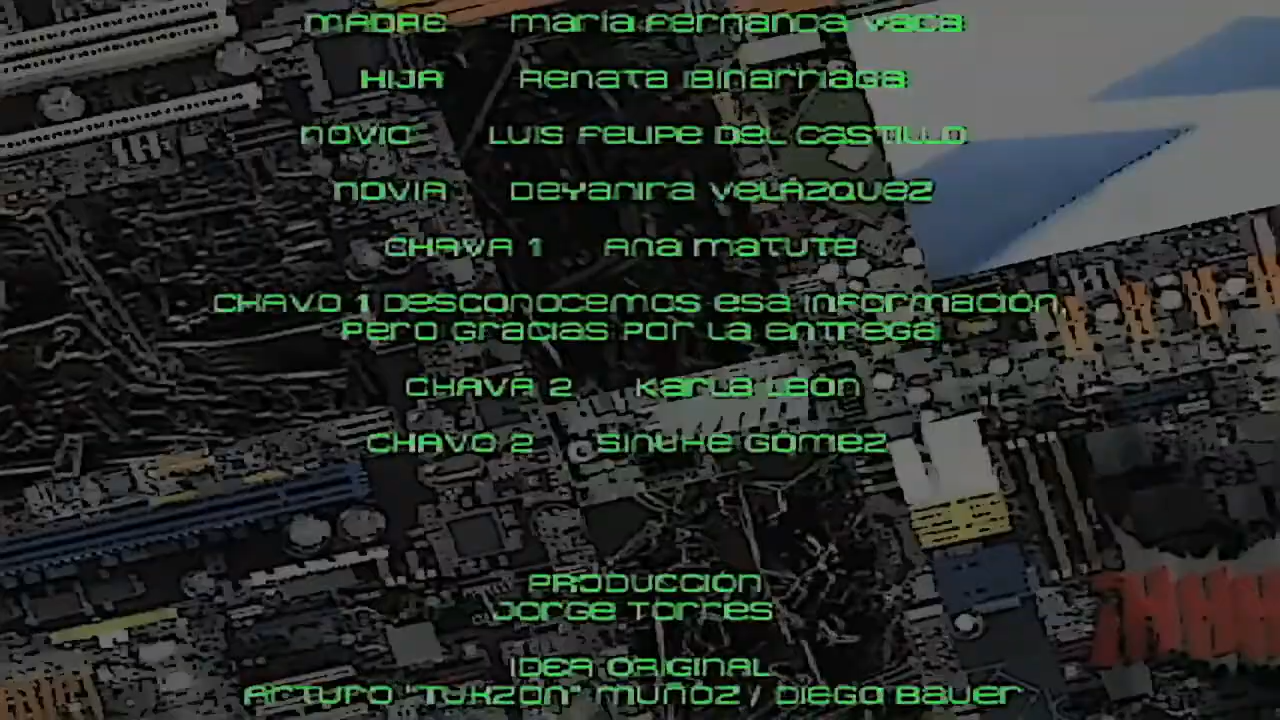 MADRE María Fernanda Vaca
HIJA Renata Ibinarriaga
NOVIO Luis Felipe del Castillo
NOVIA Deyanira Velázquez
CHAVA 1 Ana Matute
CHAVO 1 Desconocemos esa información,
pero gracias por la entrega
CHAVA 2 Karla León
CHAVO 2 Sinuhe Gómez
PRODUCCIÓN
Jorge Torres
IDEA ORIGINAL
Arturo "Tuxzon" Muñoz / Diego Bauer